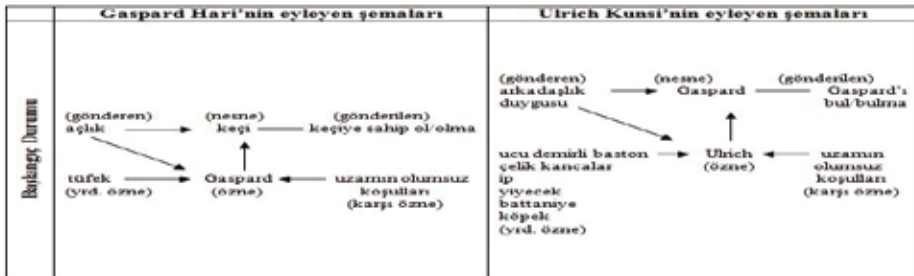 Gaspard Hari'nin eyleyen şemaları
Ulrich Kunsi'nin eyleyen şemaları
Başlangıç Durumu
(gönderen) (nesne) (gönderilen)
açlık keçi keçiye sahip ol/olma
tüfek Gaspard uzamın olumsuz
(yrd. özne) (özne) koşulları
(karşı özne)
(gönderen) (nesne) (gönderilen)
arkadaşlık Gaspard Gaspard'ı
duygusu bul/bulma
ucu demirli baston Ulrich uzamın
çelik kancalar (özne) olumsuz
ip koşulları
yiyecek (karşı özne)
battaniye
köpek
(yrd. özne)